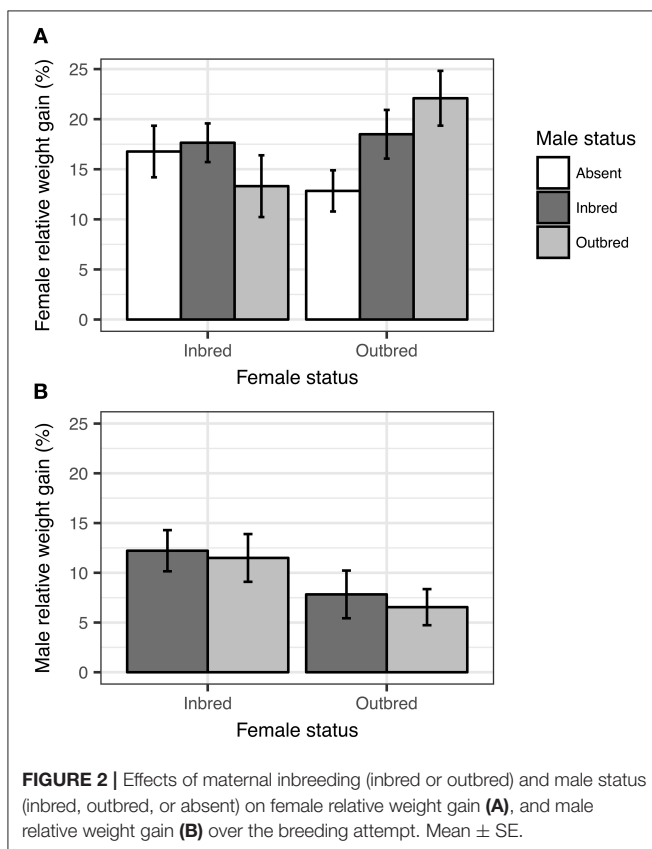 A
Female relative weight gain (%)
25
20
15
10
5
0
Inbred
Outbred
Female status
Male status
Absent
Inbred
Outbred
B
Male relative weight gain (%)
25
20
15
10
5
0
Inbred
Outbred
Female status
FIGURE 2 | Effects of maternal inbreeding (inbred or outbred) and male status
(inbred, outbred, or absent) on female relative weight gain (A), and male
relative weight gain (B) over the breeding attempt. Mean ± SE.